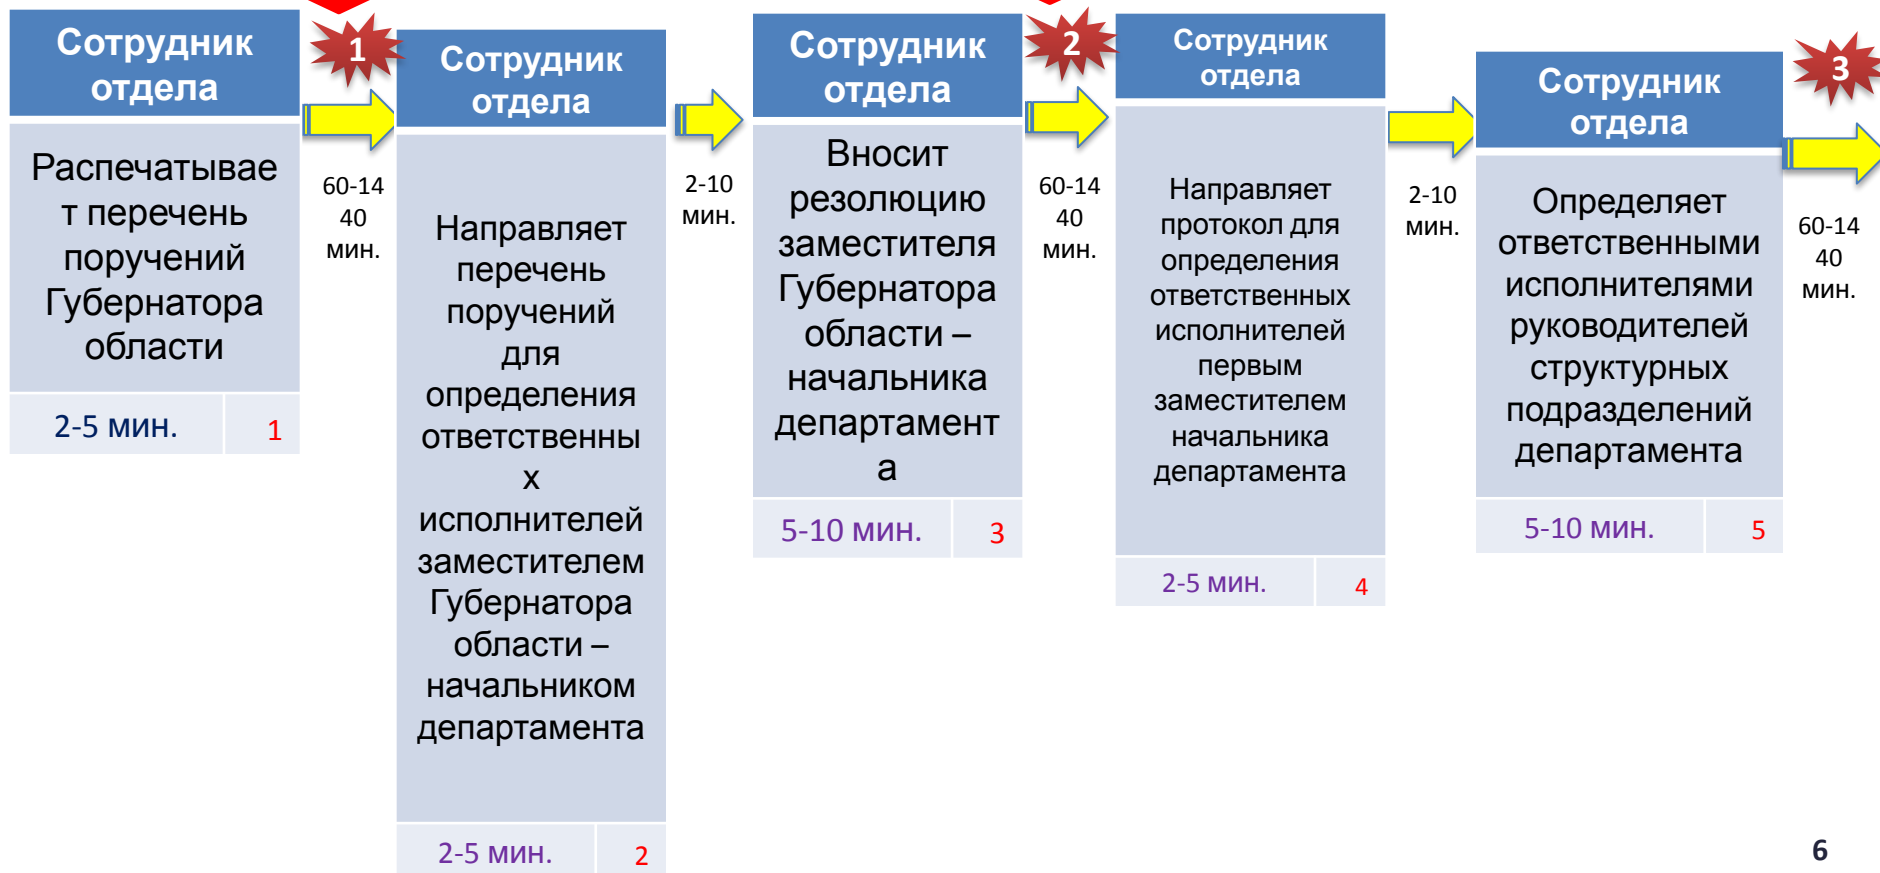 Сотрудник
отдела
Распечатывае
т перечень
поручений
Губернатора
области
2-5 мин.
1
1
60-14
40
мин.
Сотрудник
отдела
Направляет
перечень
поручений
для
определения
ответственны
х
исполнителей
заместителем
Губернатора
области –
начальником
департамента
2-5 мин.
2
2-10
мин.
Сотрудник
отдела
Вносит
резолюцию
заместителя
Губернатора
области –
начальника
департамент
а
5-10 мин.
3
2
60-14
40
мин.
Сотрудник
отдела
Направляет
протокол для
определения
ответственных
исполнителей
первым
заместителем
начальника
департамента
2-5 мин.
4
2-10
мин.
Сотрудник
отдела
Определяет
ответственными
исполнителями
руководителей
структурных
подразделений
департамента
5-10 мин.
5
3
60-14
40
мин.
6